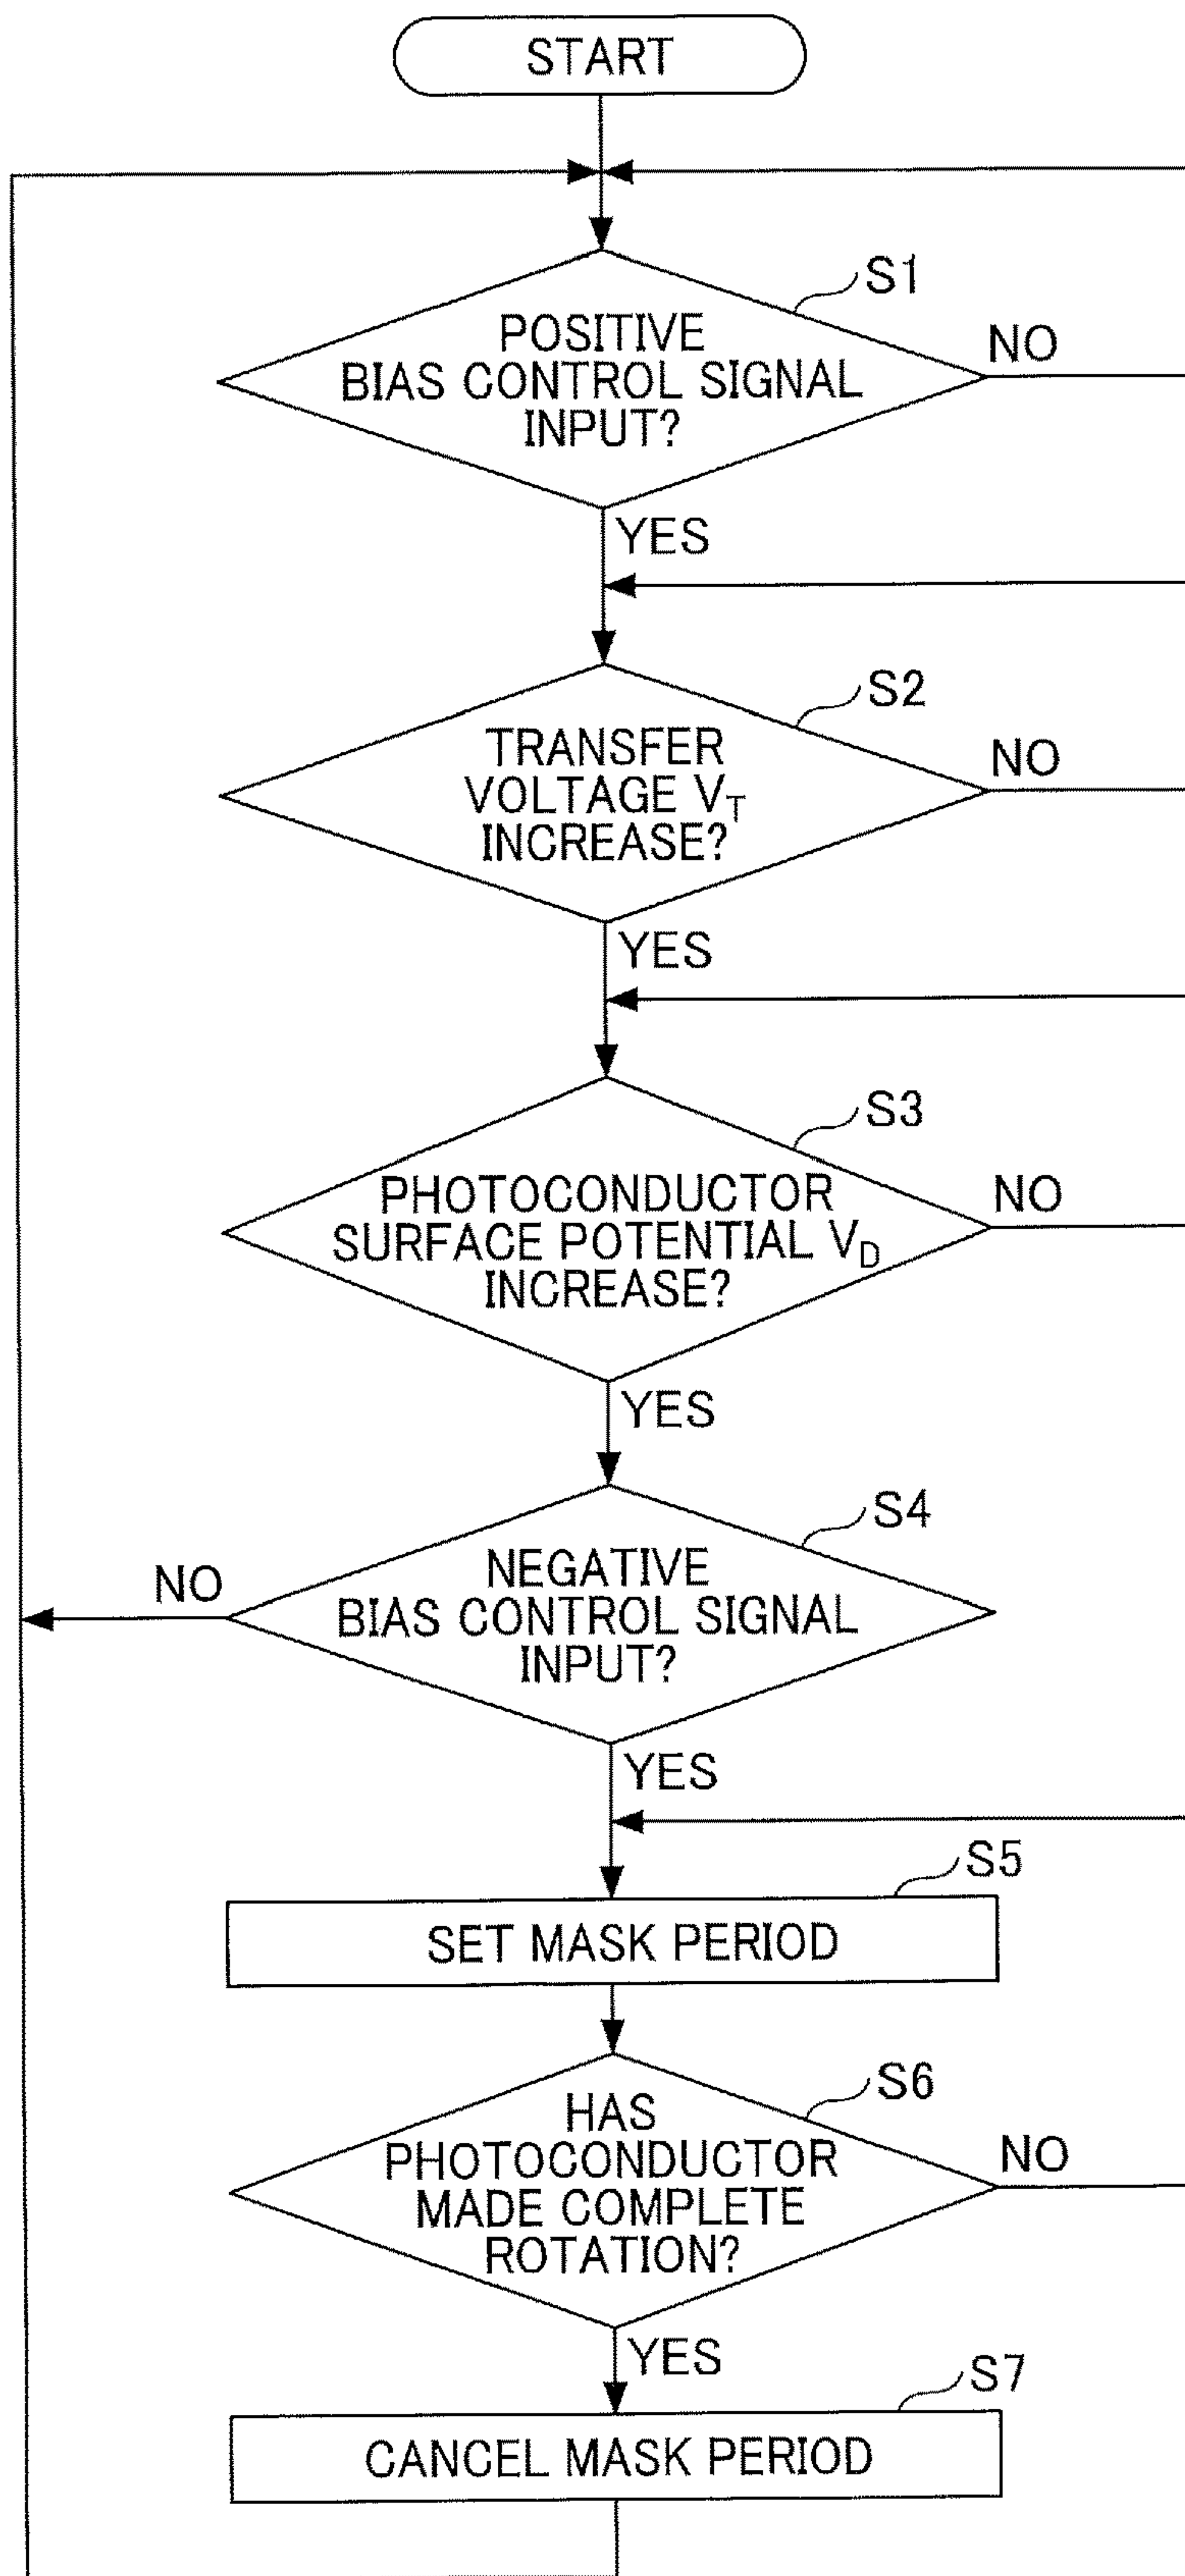 START
S1
POSITIVE
BIAS CONTROL SIGNAL
INPUT?
NO
YES
S2
TRANSFER
VOLTAGE VT
INCREASE?
NO
YES
S3
PHOTOCONDUCTOR
SURFACE POTENTIAL VD
INCREASE?
NO
YES
S4
NEGATIVE
BIAS CONTROL SIGNAL
INPUT?
NO
YES
S5
SET MASK PERIOD
S6
HAS
PHOTOCONDUCTOR
MADE COMPLETE
ROTATION?
NO
YES
S7
CANCEL MASK PERIOD